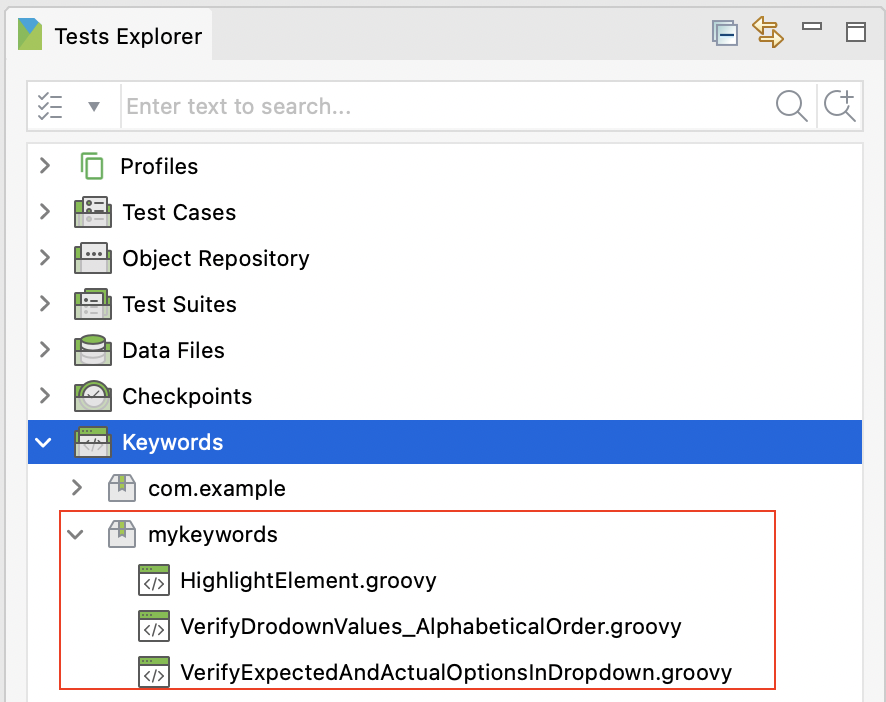 Tests Explorer
Enter text to search...
Profiles
Test Cases
Object Repository
Test Suites
Data Files
Checkpoints
Keywords
com.example
mykeywords
HighlightElement.groovy
VerifyDrodownValues_AlphabeticalOrder.groovy
VerifyExpectedAndActualOptionsInDropdown.groovy